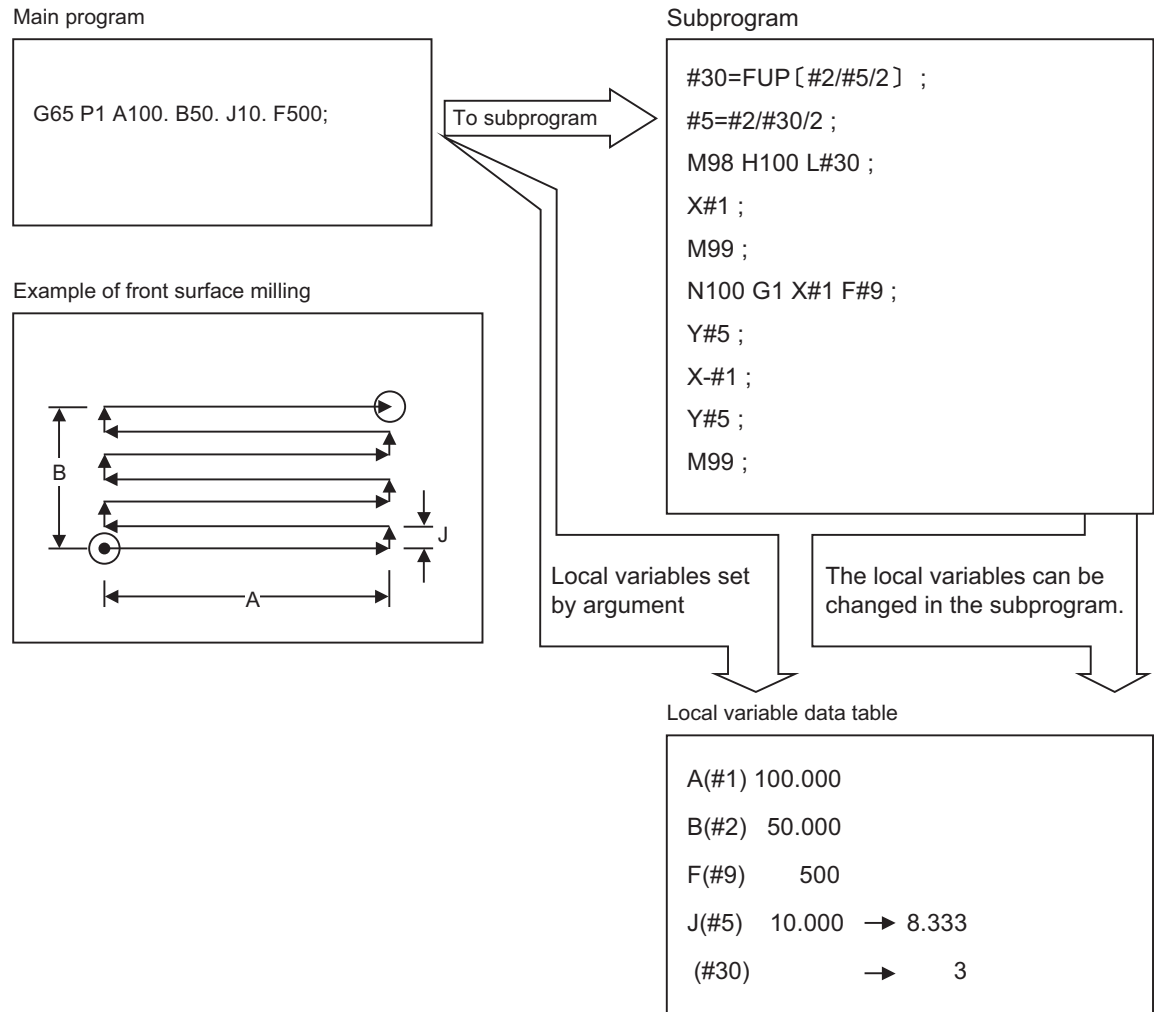 Main program
G65 P1 A100. B50. J10. F500;
To subprogram
Subprogram
#30=FUP〔#2/#5/2〕 ;
#5=#2/#30/2 ;
M98 H100 L#30 ;
X#1 ;
M99 ;
N100 G1 X#1 F#9 ;
Y#5 ;
X-#1 ;
Y#5 ;
M99 ;
Example of front surface milling
B
J
A
Local variables set
by argument
The local variables can be
changed in the subprogram.
Local variable data table
A(#1) 100.000
B(#2) 50.000
F(#9) 500
J(#5) 10.000 → 8.333
(#30) → 3